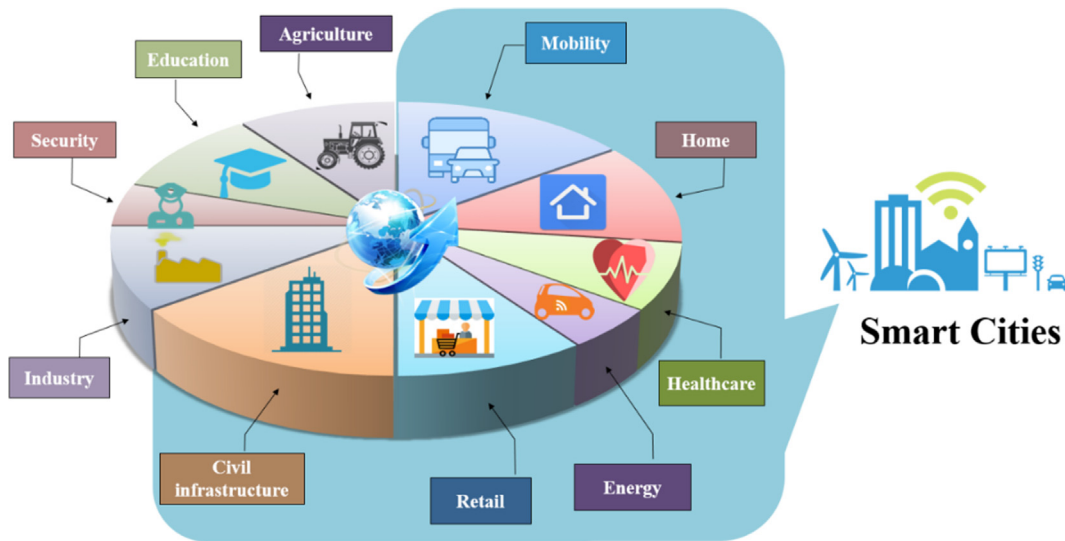 Agriculture
Mobility
Education
Security
Home
Smart Cities
Industry
Healthcare
Civil
infrastructure
Retail
Energy